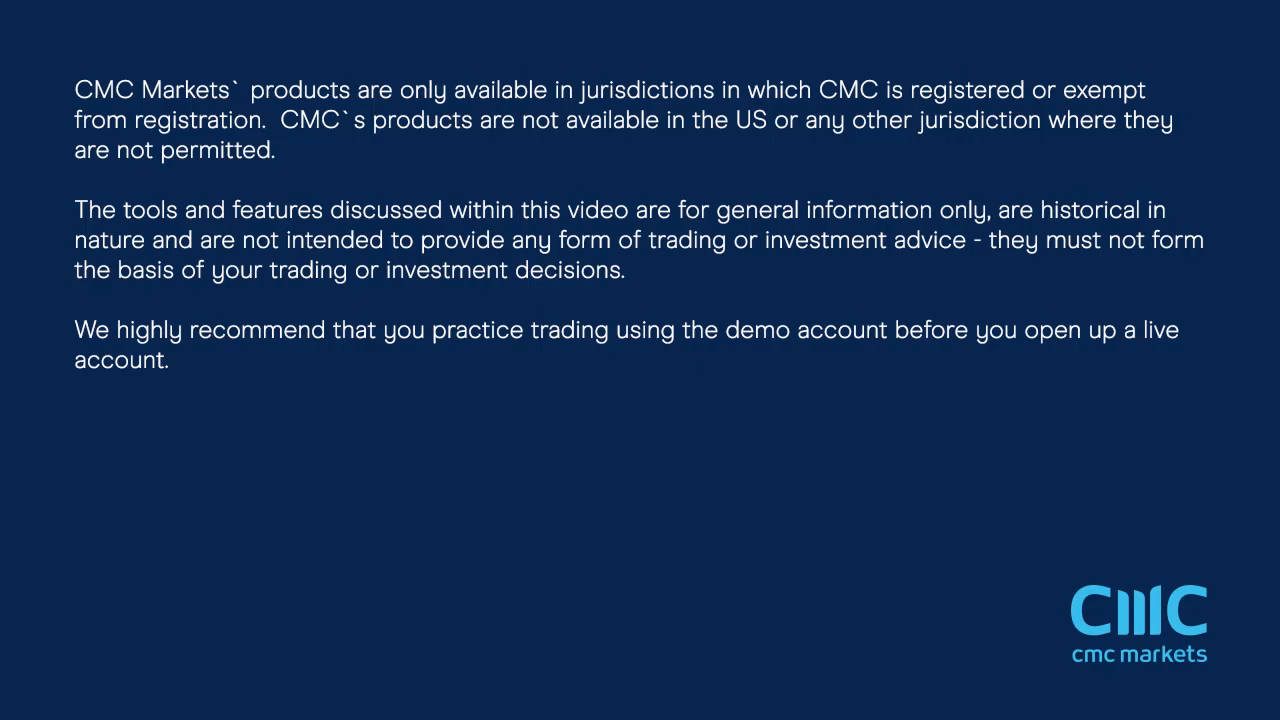 CMC Markets` products are only available in jurisdictions in which CMC is registered or exempt
from registration.  CMC`s products are not available in the US or any other jurisdiction where they
are not permitted.
The tools and features discussed within this video are for general information only, are historical in
nature and are not intended to provide any form of trading or investment advice - they must not form
the basis of your trading or investment decisions.
We highly recommend that you practice trading using the demo account before you open up a live
account.
CMC
cmc markets